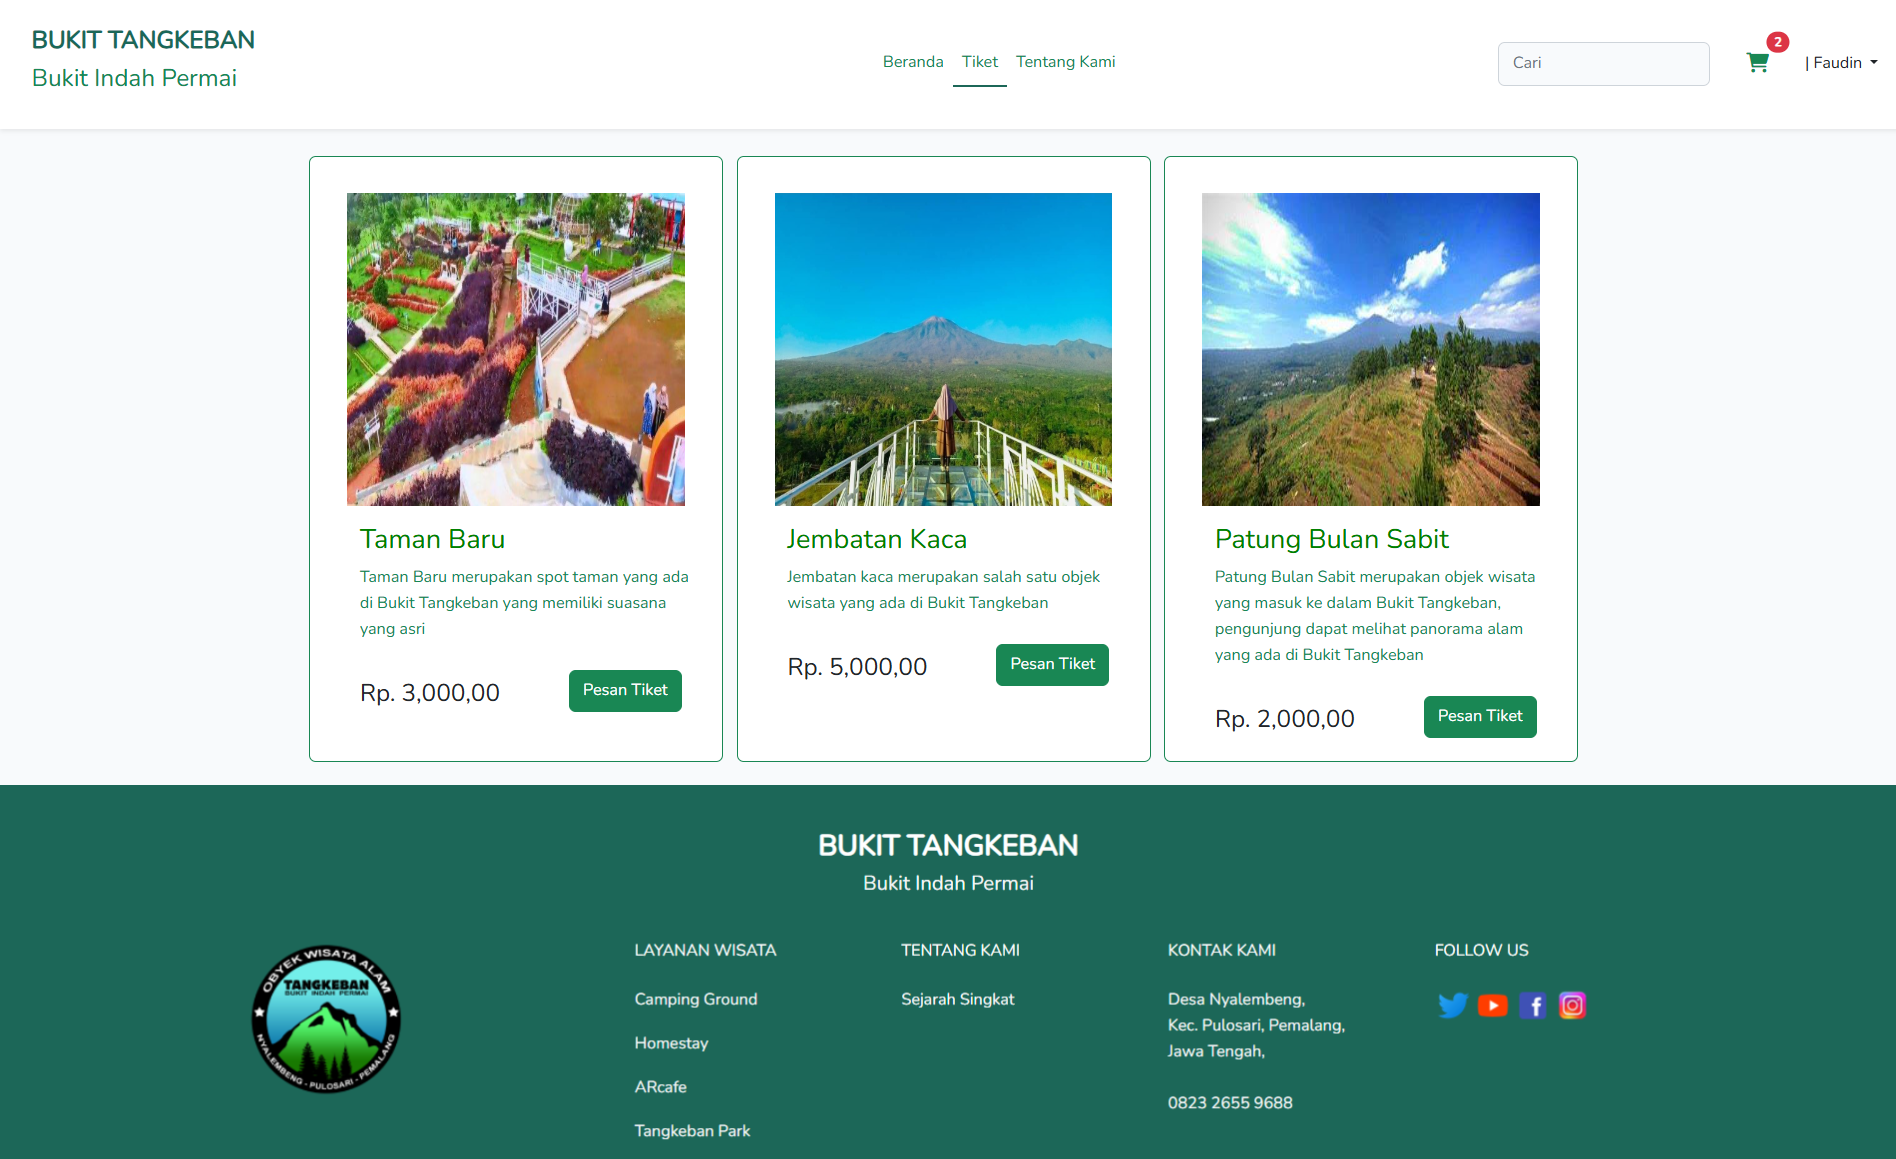 BUKIT TANGKEBAN
Bukit Indah Permai
Beranda
Tiket
Tentang Kami
Cari
2
| Faudin
Taman Baru
Taman Baru merupakan spot taman yang ada
di Bukit Tangkeban yang memiliki suasana
yang asri
Rp. 3,000,00
Pesan Tiket
Jembatan Kaca
Jembatan kaca merupakan salah satu objek
wisata yang ada di Bukit Tangkeban
Rp. 5,000,00
Pesan Tiket
Patung Bulan Sabit
Patung Bulan Sabit merupakan objek wisata
yang masuk ke dalam Bukit Tangkeban,
pengunjung dapat melihat panorama alam
yang ada di Bukit Tangkeban
Rp. 2,000,00
Pesan Tiket
BUKIT TANGKEBAN
Bukit Indah Permai
OBYEK WISATA ALAM
TANGKEBAN
BUKIT INDAH PERMAI
NYALEMBENG - PULOSARI - PEMALANG
LAYANAN WISATA
Camping Ground
Homestay
ARcafe
Tangkeban Park
TENTANG KAMI
Sejarah Singkat
KONTAK KAMI
Desa Nyalembeng,
Kec. Pulosari, Pemalang,
Jawa Tengah,
0823 2655 9688
FOLLOW US